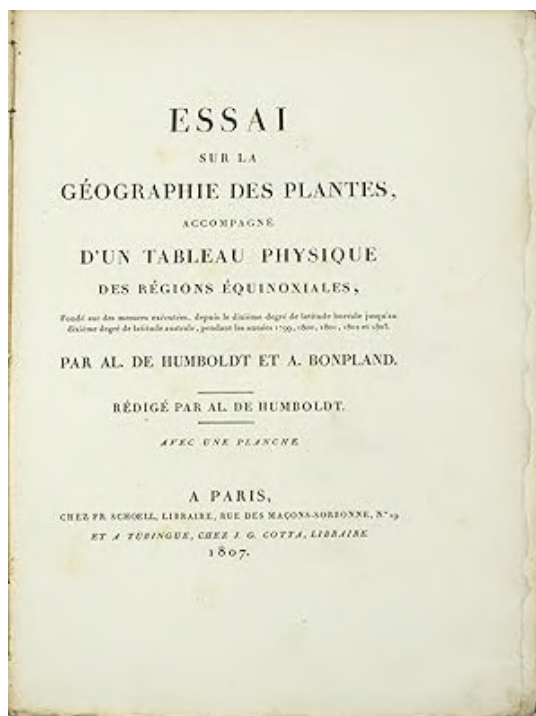 ESSAI
SUR LA
GÉOGRAPHIE DES PLANTES,
ACCOMPAGNÉ
D'UN TABLEAU PHYSIQUE
DES RÉGIONS ÉQUINOXIALES,
Fondé sur des mesures exécutées, depuis le dixième degré de latitude boréale jusqu'au
dixième degré de latitude australe, pendant les années 1799, 1800, 1801, 1802 et 1803.
PAR AL. DE HUMBOLDT ET A. BONPLAND.
RÉDIGÉ PAR AL. DE HUMBOLDT.
AVEC UNE PLANCHE
A PARIS,
CHEZ FR. SCHOELL, LIBRAIRE, RUE DES MAÇONS-SORBONNE, N.° 19
ET A TUBINGUE, CHEZ J. G. COTTA, LIBRAIRE
1807.